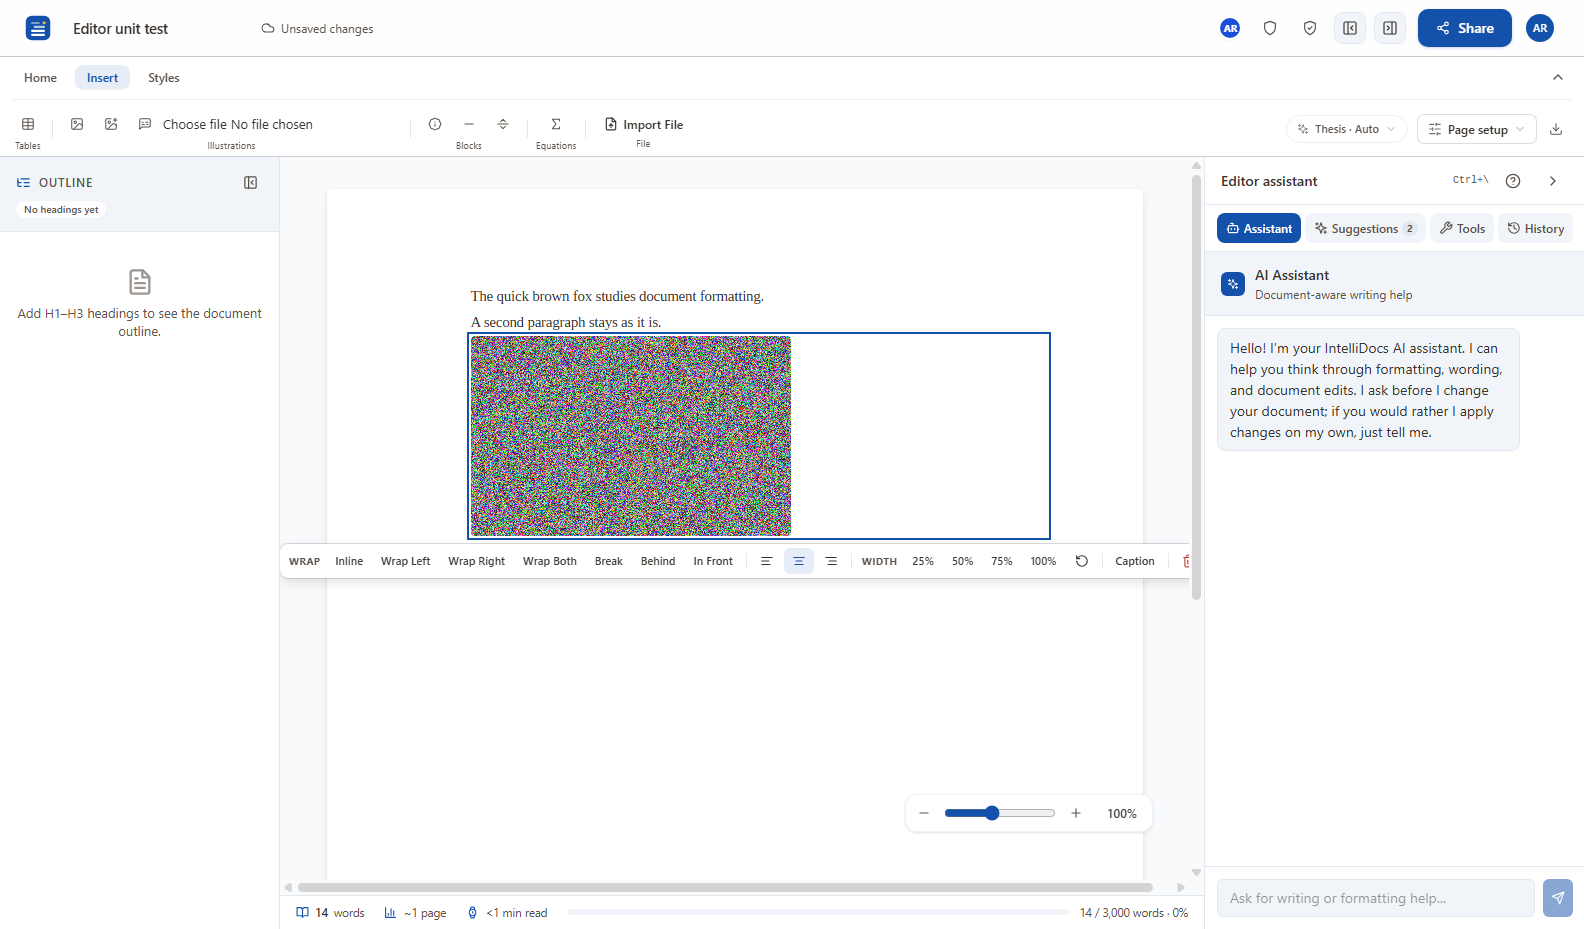 Editor unit test
Unsaved changes
AR
Share
AR
Home
Insert
Styles
Choose file No file chosen
Import File
Tables
Illustrations
Blocks
Equations
File
Thesis · Auto
Page setup
OUTLINE
No headings yet
Add H1–H3 headings to see the document
outline.
The quick brown fox studies document formatting.
A second paragraph stays as it is.
WRAP Inline Wrap Left Wrap Right Wrap Both Break Behind In Front WIDTH 25% 50% 75% 100% Caption
100%
14 words ~1 page <1 min read 14 / 3,000 words · 0%
Editor assistant
Ctrl+\
Assistant
Suggestions 2
Tools
History
AI Assistant
Document-aware writing help
Hello! I'm your IntelliDocs AI assistant. I can
help you think through formatting, wording,
and document edits. I ask before I change
your document; if you would rather I apply
changes on my own, just tell me.
Ask for writing or formatting help...